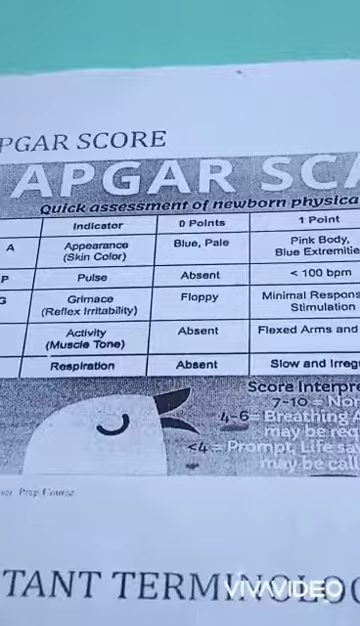 PGAR SCORE
APGAR SCA
Quick assessment of newborn physica
Indicator 0 Points 1 Point
A Appearance (Skin Color) Blue, Pale Pink Body, Blue Extremitie
P Pulse Absent < 100 bpm
G Grimace (Reflex Irritability) Floppy Minimal Respons Stimulation
Activity (Muscle Tone) Absent Flexed Arms and
Respiration Absent Slow and Irreg
Score Interpre
7-10 = Nor
4-6= Breathing A
may be req
<4 = Prompt, Life sa
may be call
Prep Course
TANT TERMINOLOG
VIVAVIDEO